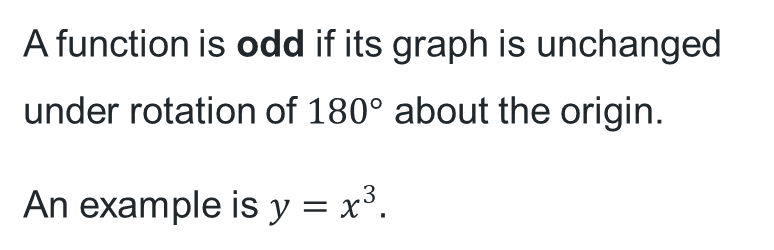 A function is odd if its graph is unchanged
under rotation of 180° about the origin.
An example is y = x³.